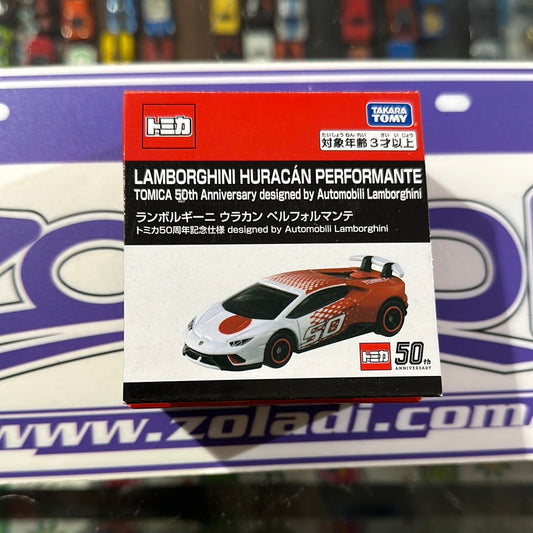 トミカ
TAKARA TOMY
たいしょうねんれい さいいじょう
対象年齢3才以上
LAMBORGHINI HURACÁN PERFORMANTE
TOMICA 50th Anniversary designed by Automobili Lamborghini
ランボルギーニ ウラカン ペルフォルマンテ
トミカ50周年記念仕様 designed by Automobili Lamborghini
50
トミカ 50th
ANNIVERSARY
www.zoladi.com